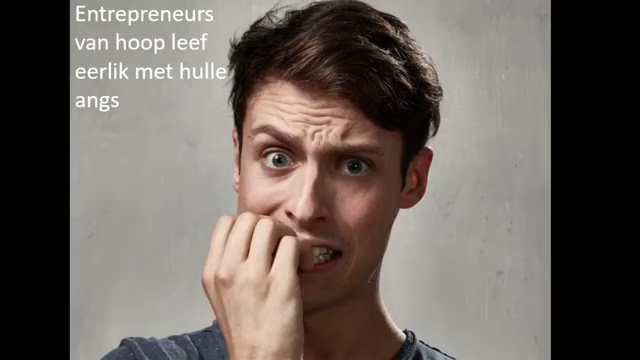 Entrepreneurs
van hoop leef
eerlik met hulle
angs